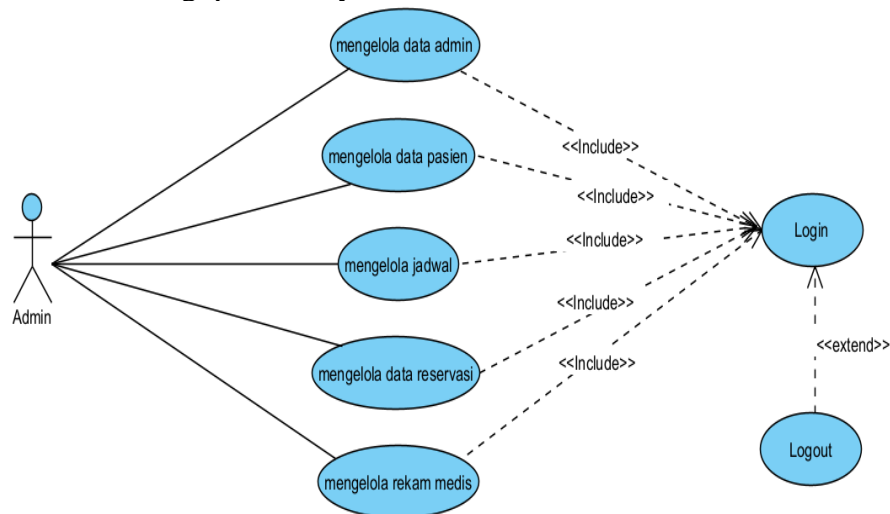 mengelola data admin
<<Include>>
mengelola data pasien
<<Include>>
Login
<<Include>>
mengelola jadwal
Admin
<<Include>>
<<extend>>
<<Include>>
mengelola data reservasi
Logout
mengelola rekam medis